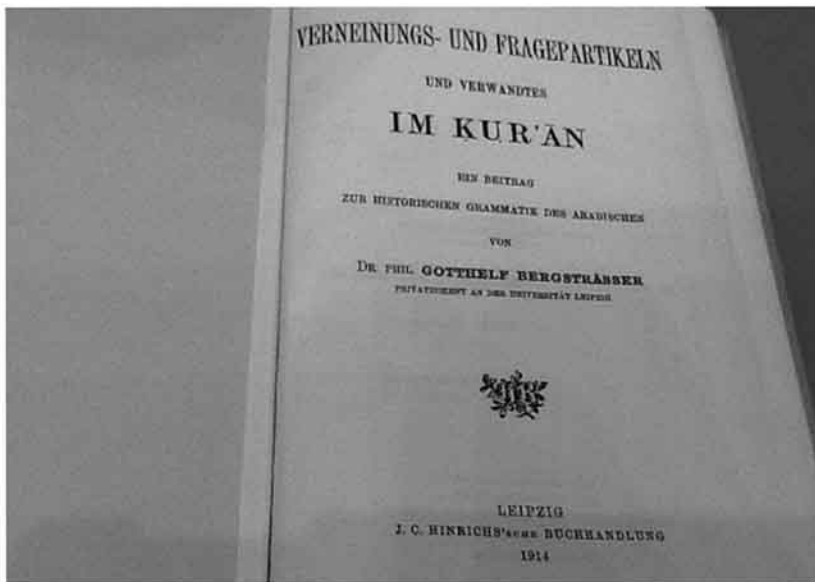 VERNEINUNGS- UND FRAGEPARTIKELN
UND VERWANDTES
IM KUR'ĀN
EIN BEITRAG
ZUR HISTORISCHEN GRAMMATIK DES ARABISCHEN
VON
DR. PHIL. GOTTHELF BERGSTRÄSSER
PRIVATDOZENT AN DER UNIVERSITÄT LEIPZIG
LEIPZIG
J. C. HINRICHS'sche BUCHHANDLUNG
1914